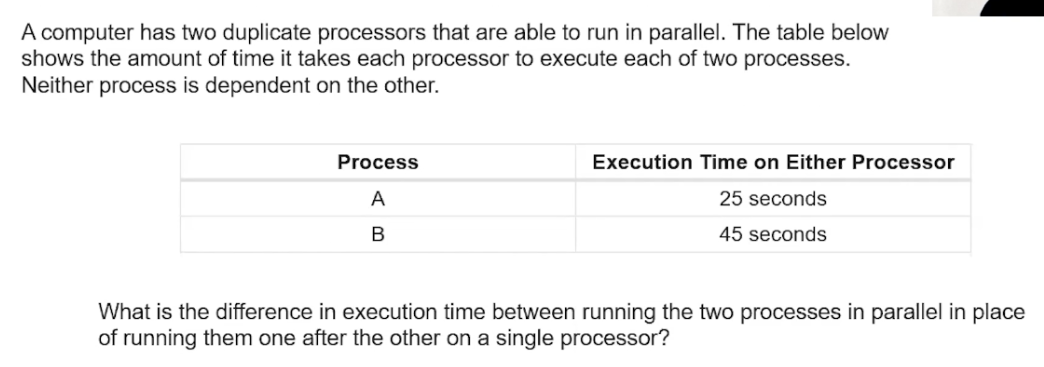 A computer has two duplicate processors that are able to run in parallel. The table below
shows the amount of time it takes each processor to execute each of two processes.
Neither process is dependent on the other.
Process Execution Time on Either Processor
A 25 seconds
B 45 seconds
What is the difference in execution time between running the two processes in parallel in place
of running them one after the other on a single processor?